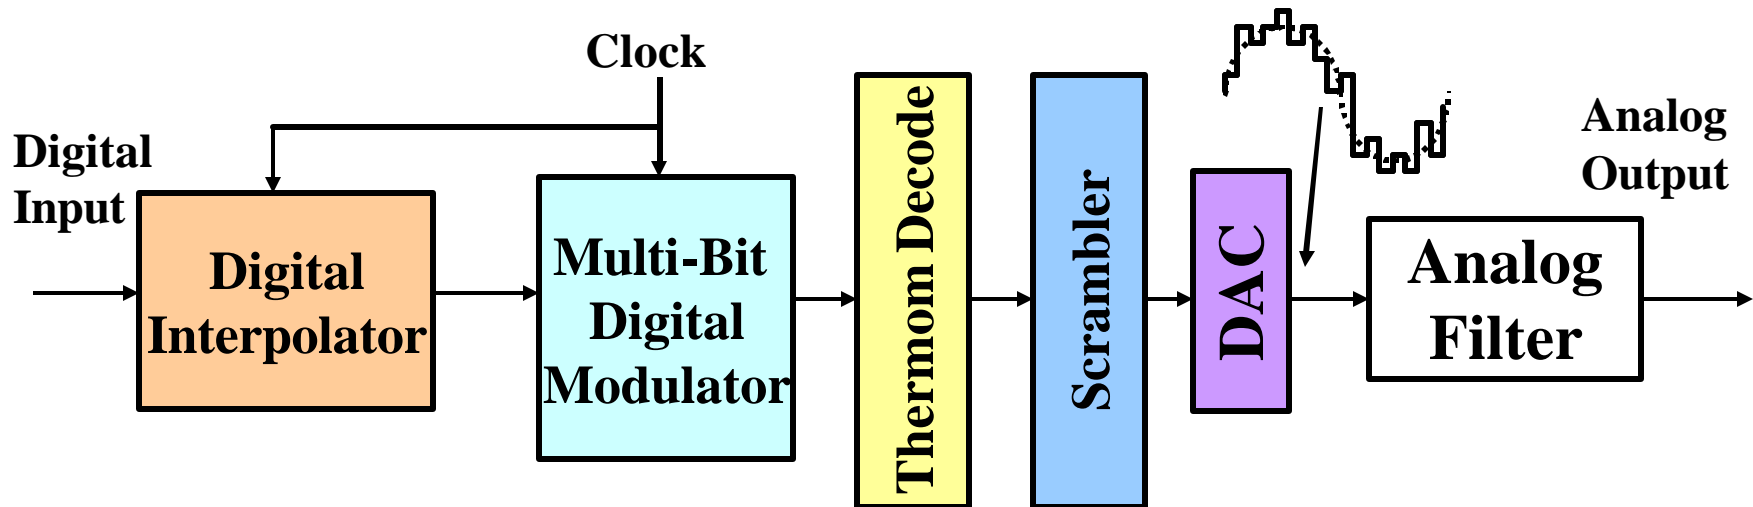 Clock
Digital
Input
Digital
Interpolator
Multi-Bit
Digital
Modulator
Thermom Decode
Scrambler
DAC
Analog
Filter
Analog
Output